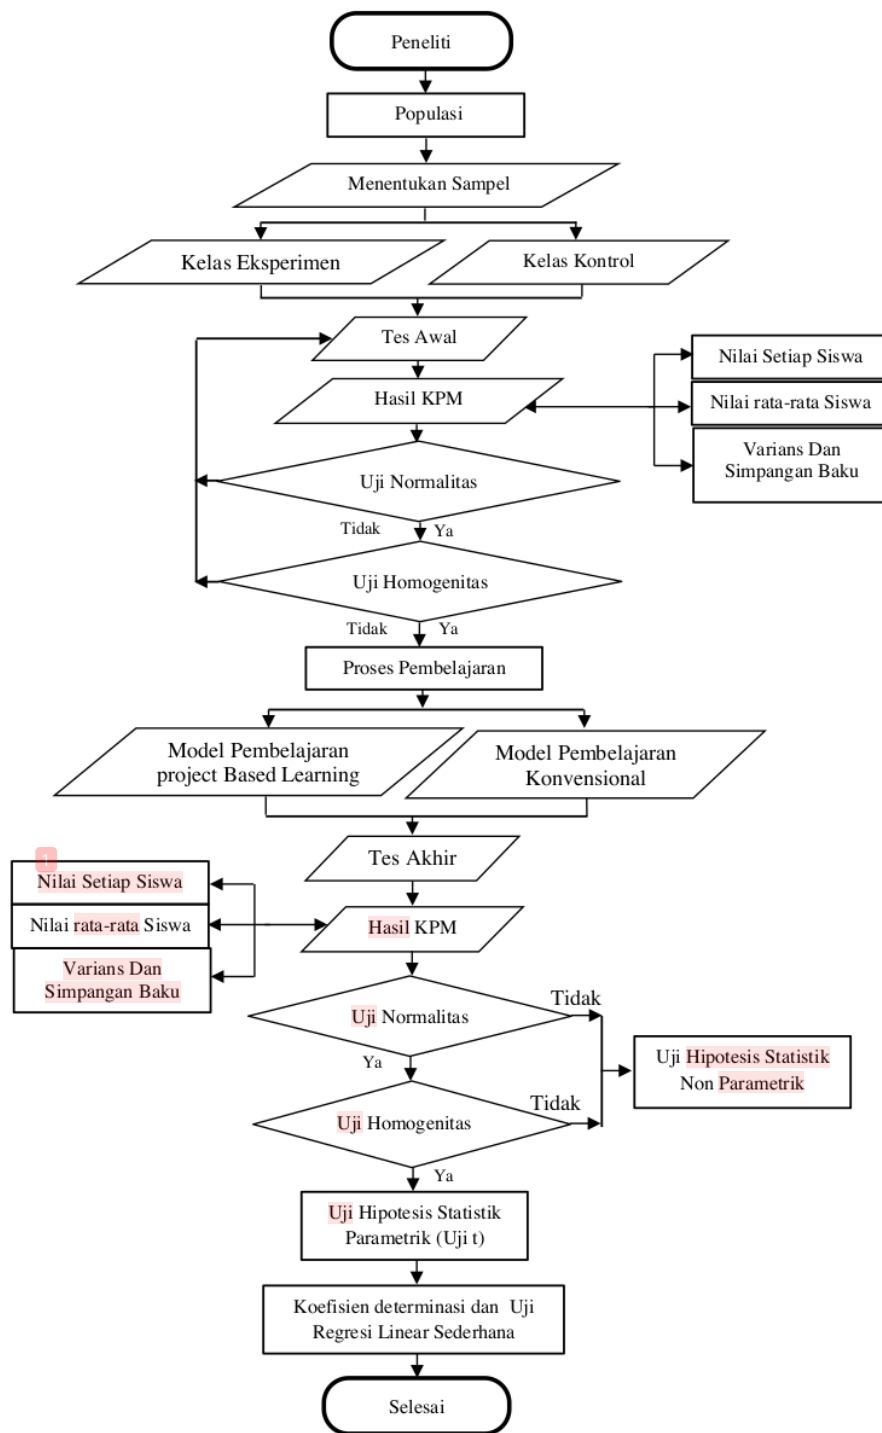 Peneliti
Populasi
Menentukan Sampel
Kelas Eksperimen
Kelas Kontrol
Tes Awal
Nilai Setiap Siswa
Hasil KPM
Nilai rata-rata Siswa
Varians Dan
Simpangan Baku
Uji Normalitas
Tidak
Ya
Uji Homogenitas
Tidak
Ya
Proses Pembelajaran
Model Pembelajaran
project Based Learning
Model Pembelajaran
Konvensional
Tes Akhir
1
Nilai Setiap Siswa
Nilai rata-rata Siswa
Varians Dan
Simpangan Baku
Hasil KPM
Uji Normalitas
Tidak
Ya
Uji Hipotesis Statistik
Non Parametrik
Uji Homogenitas
Tidak
Ya
Uji Hipotesis Statistik
Parametrik (Uji t)
Koefisien determinasi dan Uji
Regresi Linear Sederhana
Selesai